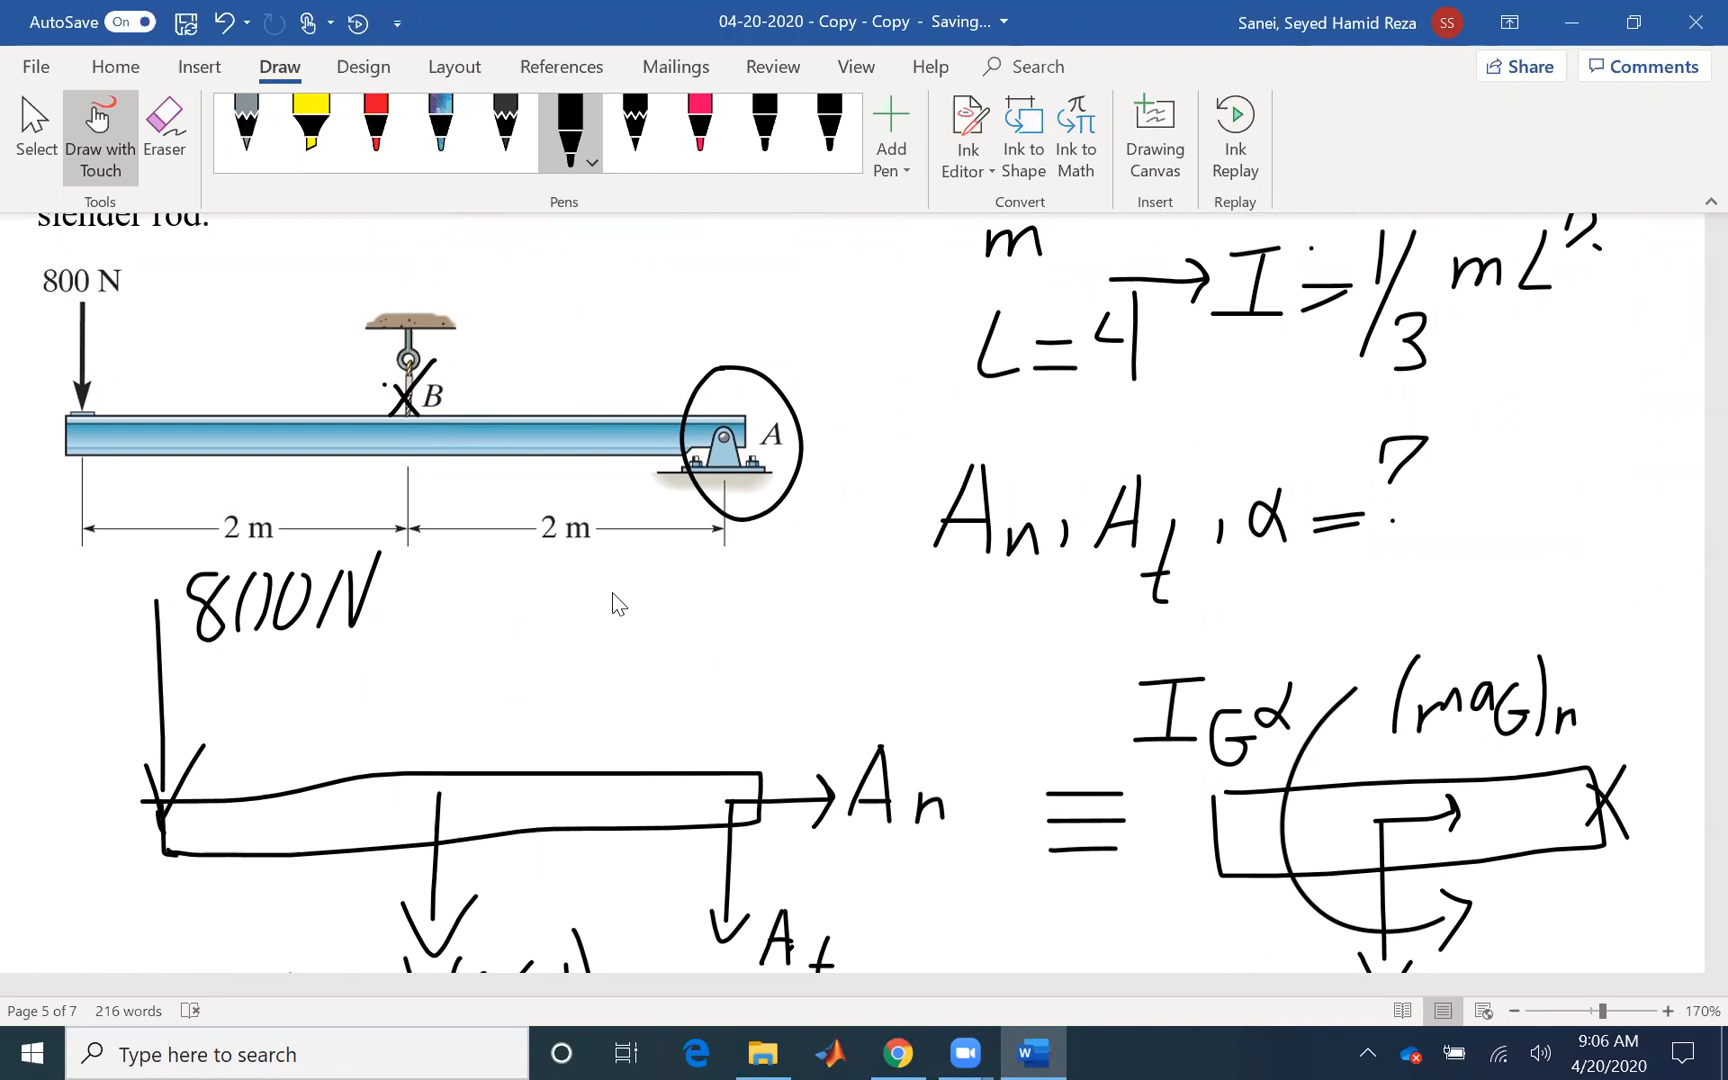 AutoSave On
04-20-2020 - Copy - Copy - Saving...
Sanei, Seyed Hamid Reza SS
File Home Insert Draw Design Layout References Mailings Review View Help Search
Share Comments
Select
Draw with Touch
Eraser
Add Pen
Ink Editor
Ink to Shape
Ink to Math
Drawing Canvas
Ink Replay
Tools
Pens
Convert
Insert
Replay
slender rod.
800 N
B
A
2 m
2 m
m
L = 4 → I = 1/3 mL²
An, At, α = ?
800N
An
At
≡
IGα
(maG)n
Page 5 of 7 216 words
170%
Type here to search
9:06 AM
4/20/2020